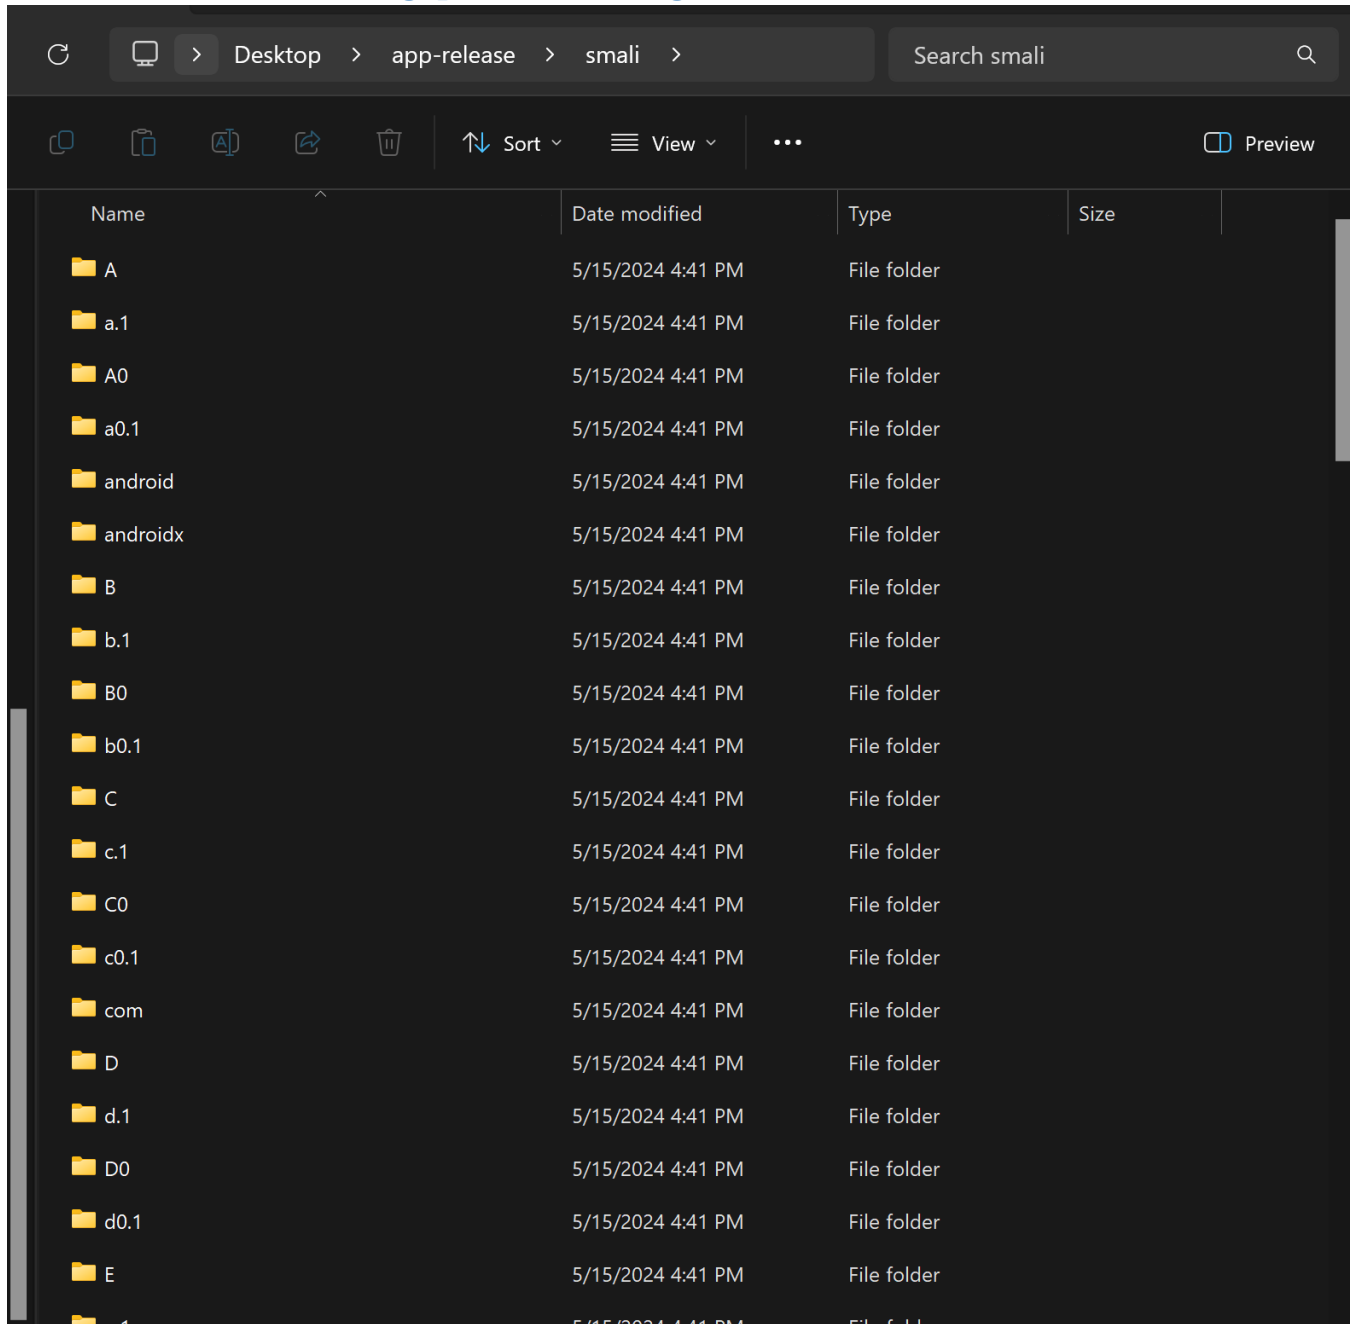 Desktop > app-release > smali > Search smali
Sort View ••• Preview
Name Date modified Type Size
A 5/15/2024 4:41 PM File folder
a.1 5/15/2024 4:41 PM File folder
A0 5/15/2024 4:41 PM File folder
a0.1 5/15/2024 4:41 PM File folder
android 5/15/2024 4:41 PM File folder
androidx 5/15/2024 4:41 PM File folder
B 5/15/2024 4:41 PM File folder
b.1 5/15/2024 4:41 PM File folder
B0 5/15/2024 4:41 PM File folder
b0.1 5/15/2024 4:41 PM File folder
C 5/15/2024 4:41 PM File folder
c.1 5/15/2024 4:41 PM File folder
C0 5/15/2024 4:41 PM File folder
c0.1 5/15/2024 4:41 PM File folder
com 5/15/2024 4:41 PM File folder
D 5/15/2024 4:41 PM File folder
d.1 5/15/2024 4:41 PM File folder
D0 5/15/2024 4:41 PM File folder
d0.1 5/15/2024 4:41 PM File folder
E 5/15/2024 4:41 PM File folder